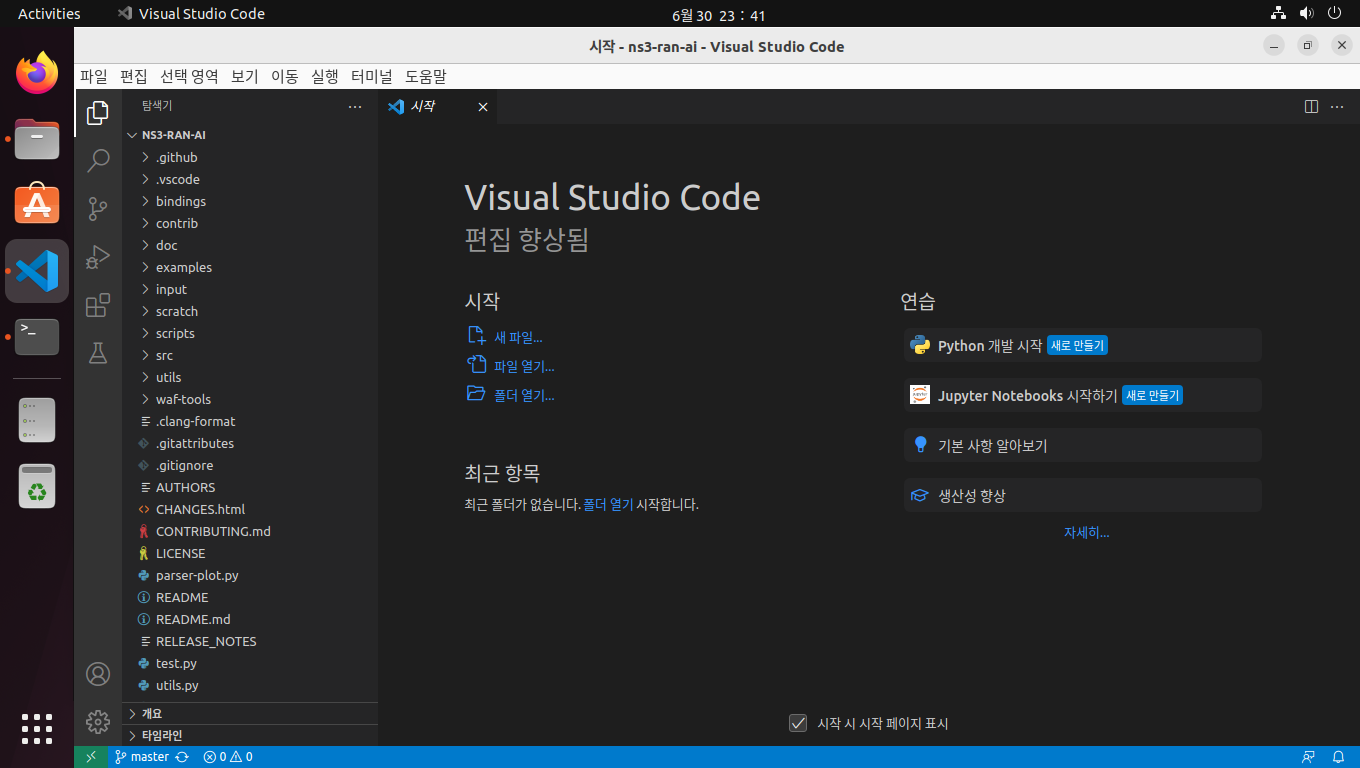 Activities
Visual Studio Code
6월 30 23：41
시작 - ns3-ran-ai - Visual Studio Code
파일 편집 선택 영역 보기 이동 실행 터미널 도움말
탐색기
NS3-RAN-AI
.github
.vscode
bindings
contrib
doc
examples
input
scratch
scripts
src
utils
waf-tools
.clang-format
.gitattributes
.gitignore
AUTHORS
CHANGES.html
CONTRIBUTING.md
LICENSE
parser-plot.py
README
README.md
RELEASE_NOTES
test.py
utils.py
개요
타임라인
시작
Visual Studio Code
편집 향상됨
시작
새 파일...
파일 열기...
폴더 열기...
최근 항목
최근 폴더가 없습니다. 폴더 열기 시작합니다.
연습
Python 개발 시작 새로 만들기
Jupyter Notebooks 시작하기 새로 만들기
기본 사항 알아보기
생산성 향상
자세히...
시작 시 시작 페이지 표시
master 0 0